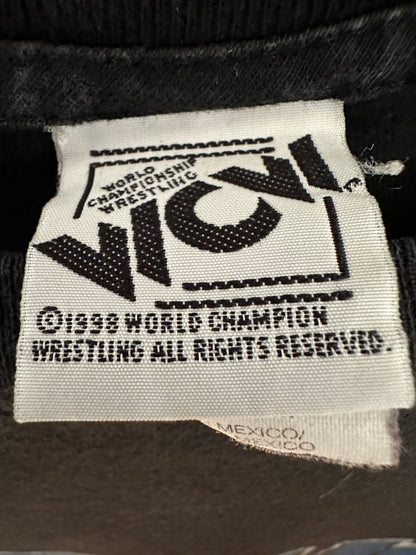 WORLD
CHAMPIONSHIP
WRESTLING
WCW
©1998 WORLD CHAMPION
WRESTLING ALL RIGHTS RESERVED.
MEXICO/
MEXICO